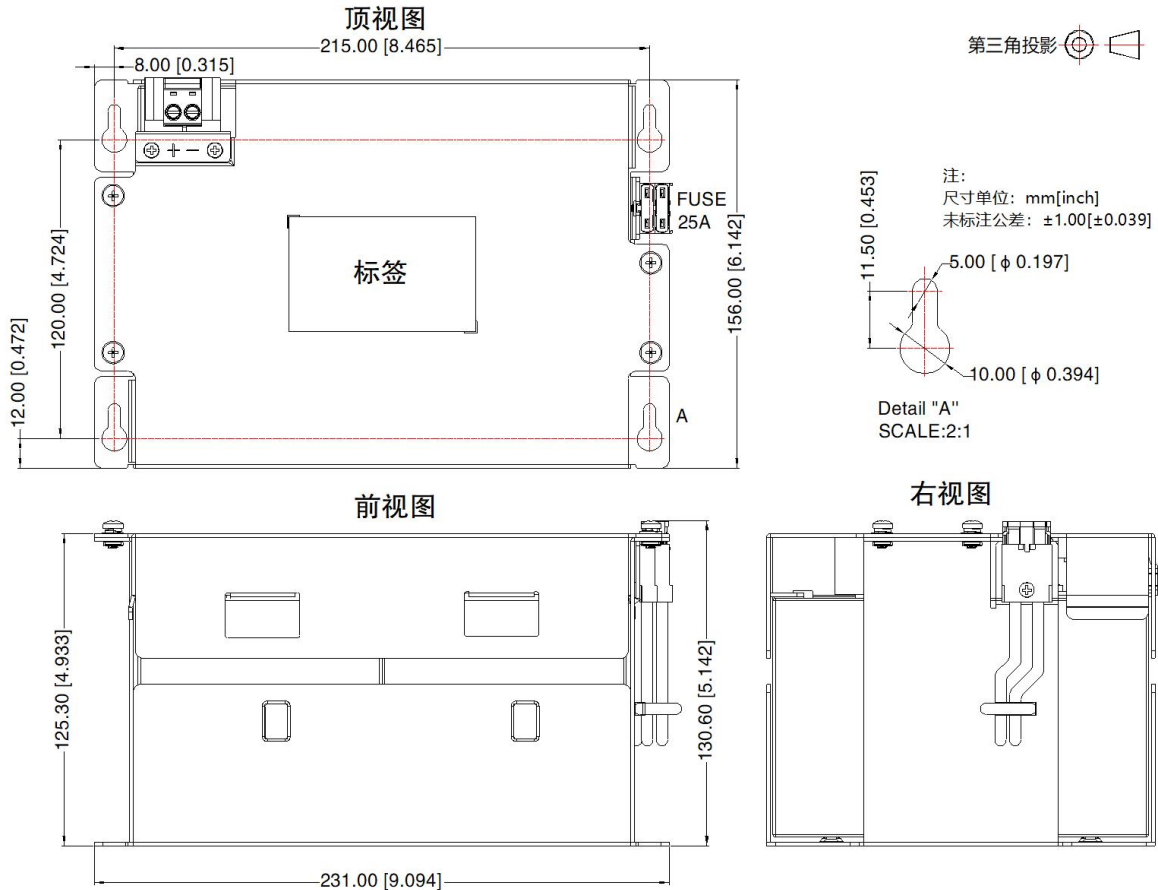 顶视图
215.00 [8.465]
8.00 [0.315]
第三角投影
+ −
FUSE
25A
120.00 [4.724]
12.00 [0.472]
156.00 [6.142]
标签
A
注:
尺寸单位: mm[inch]
未标注公差: ±1.00[±0.039]
11.50 [0.453]
5.00 [ ϕ 0.197]
10.00 [ ϕ 0.394]
Detail "A"
SCALE:2:1
前视图
右视图
125.30 [4.933]
130.60 [5.142]
231.00 [9.094]